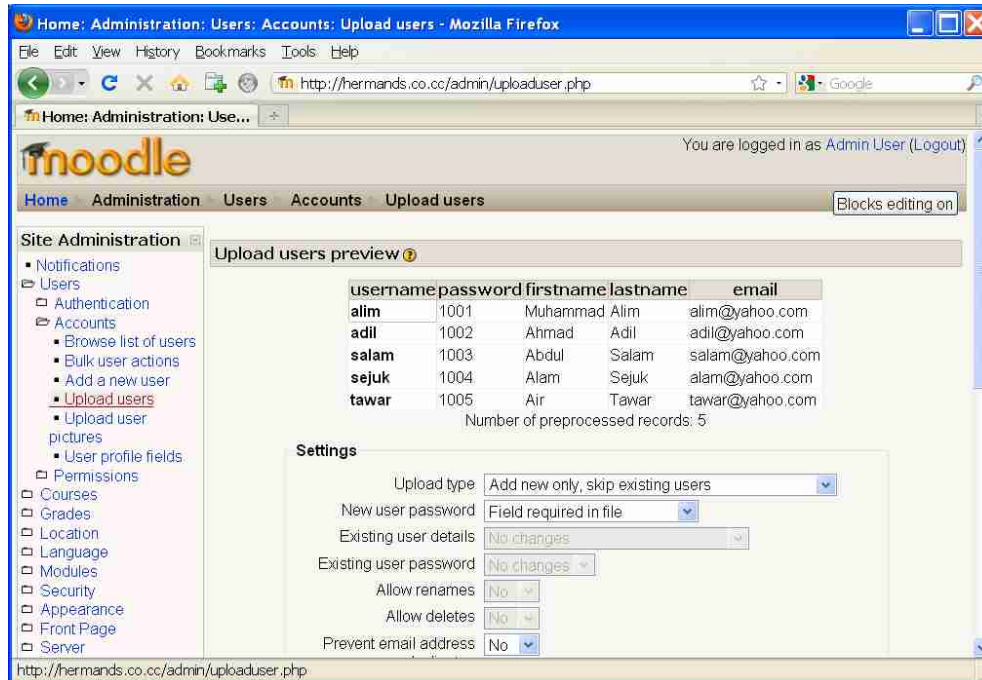 Home: Administration: Users: Accounts: Upload users - Mozilla Firefox
File Edit View History Bookmarks Tools Help
http://hermands.co.cc/admin/uploaduser.php
Google
Home: Administration: Use...
moodle
You are logged in as Admin User (Logout)
Home Administration Users Accounts Upload users
Blocks editing on
Site Administration
Notifications
Users
Authentication
Accounts
Browse list of users
Bulk user actions
Add a new user
Upload users
Upload user
pictures
User profile fields
Permissions
Courses
Grades
Location
Language
Modules
Security
Appearance
Front Page
Server
Upload users preview
username password firstname lastname email
alim 1001 Muhammad Alim alim@yahoo.com
adil 1002 Ahmad Adil adil@yahoo.com
salam 1003 Abdul Salam salam@yahoo.com
sejuk 1004 Alam Sejuk alam@yahoo.com
tawar 1005 Air Tawar tawar@yahoo.com
Number of preprocessed records: 5
Settings
Upload type Add new only, skip existing users
New user password Field required in file
Existing user details No changes
Existing user password No changes
Allow renames No
Allow deletes No
Prevent email address No
http://hermands.co.cc/admin/uploaduser.php